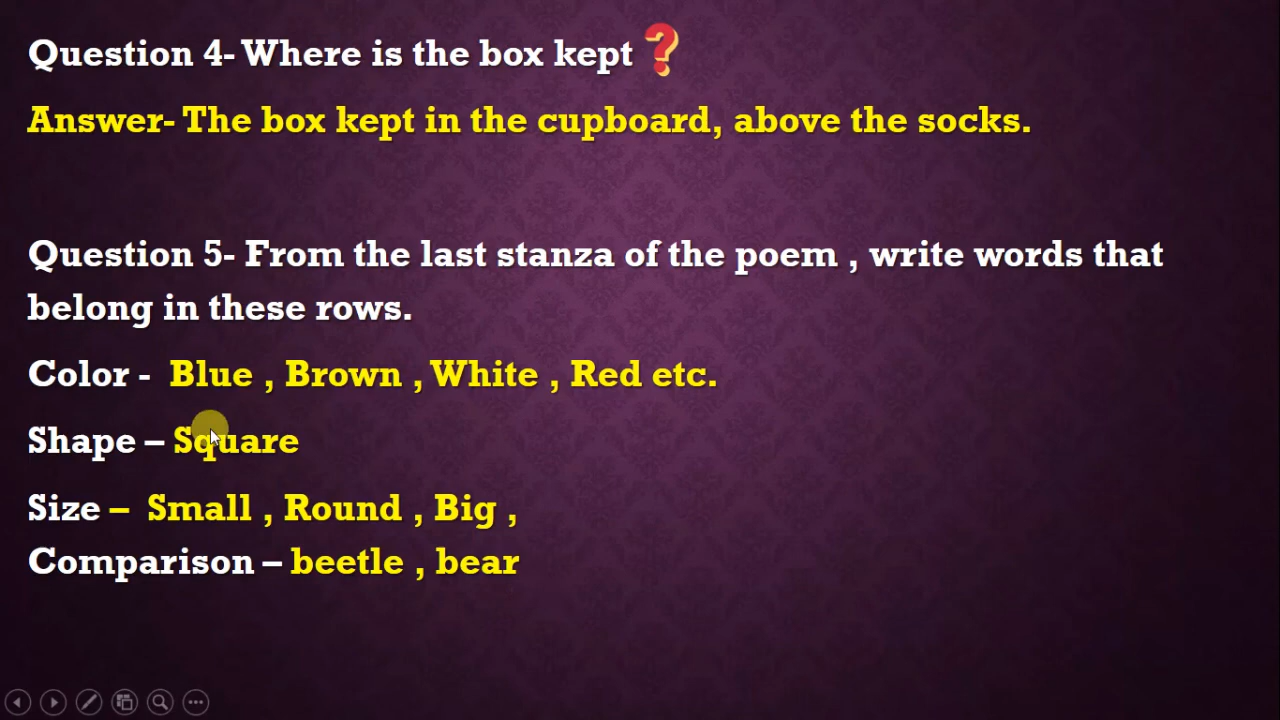 Question 4- Where is the box kept❓
Answer- The box kept in the cupboard, above the socks.
Question 5- From the last stanza of the poem , write words that
belong in these rows.
Color - Blue , Brown , White , Red etc.
Shape – Square
Size – Small , Round , Big ,
Comparison – beetle , bear